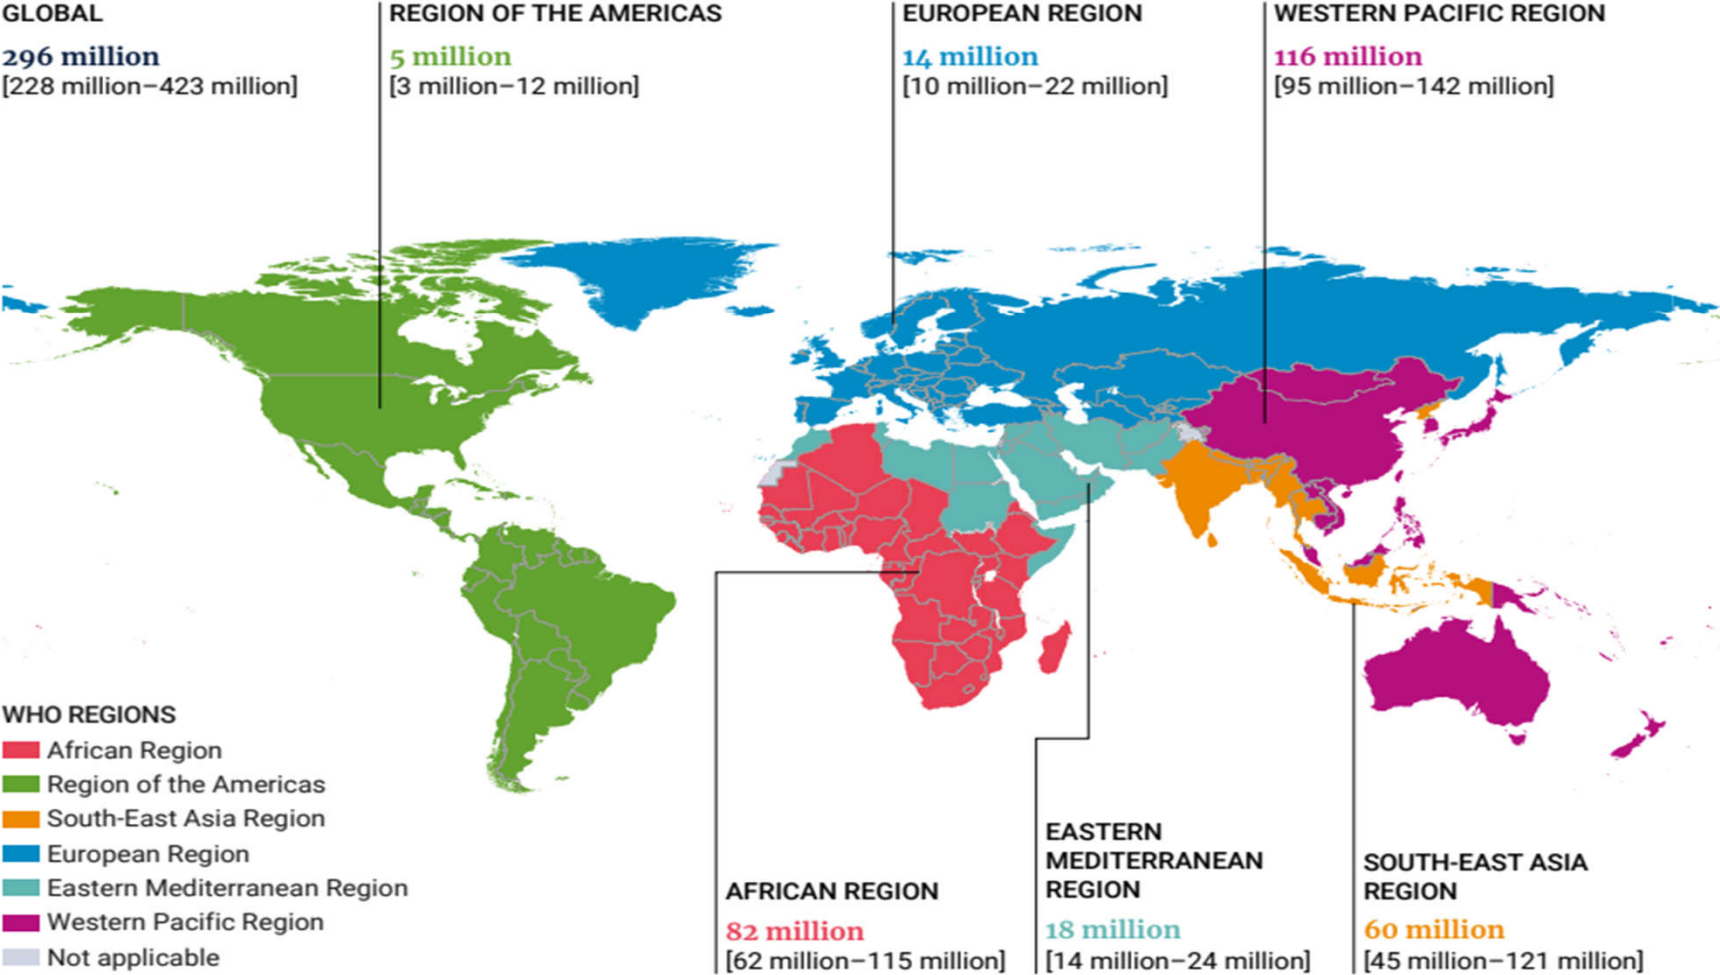 GLOBAL
296 million
[228 million–423 million]
REGION OF THE AMERICAS
5 million
[3 million–12 million]
EUROPEAN REGION
14 million
[10 million–22 million]
WESTERN PACIFIC REGION
116 million
[95 million–142 million]
WHO REGIONS
African Region
Region of the Americas
South-East Asia Region
European Region
Eastern Mediterranean Region
Western Pacific Region
Not applicable
AFRICAN REGION
82 million
[62 million–115 million]
EASTERN
MEDITERRANEAN
REGION
18 million
[14 million–24 million]
SOUTH-EAST ASIA
REGION
60 million
[45 million–121 million]